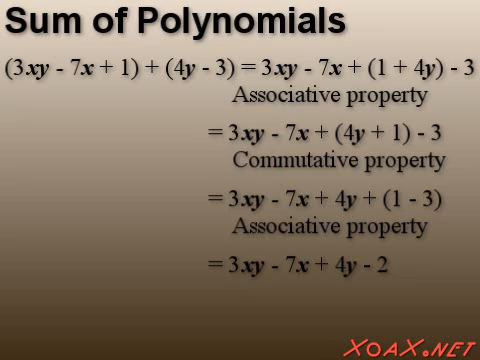 Sum of Polynomials
(3xy - 7x + 1) + (4y - 3) = 3xy - 7x + (1 + 4y) - 3
Associative property
= 3xy - 7x + (4y + 1) - 3
Commutative property
= 3xy - 7x + 4y + (1 - 3)
Associative property
= 3xy - 7x + 4y - 2
XOAX.NET